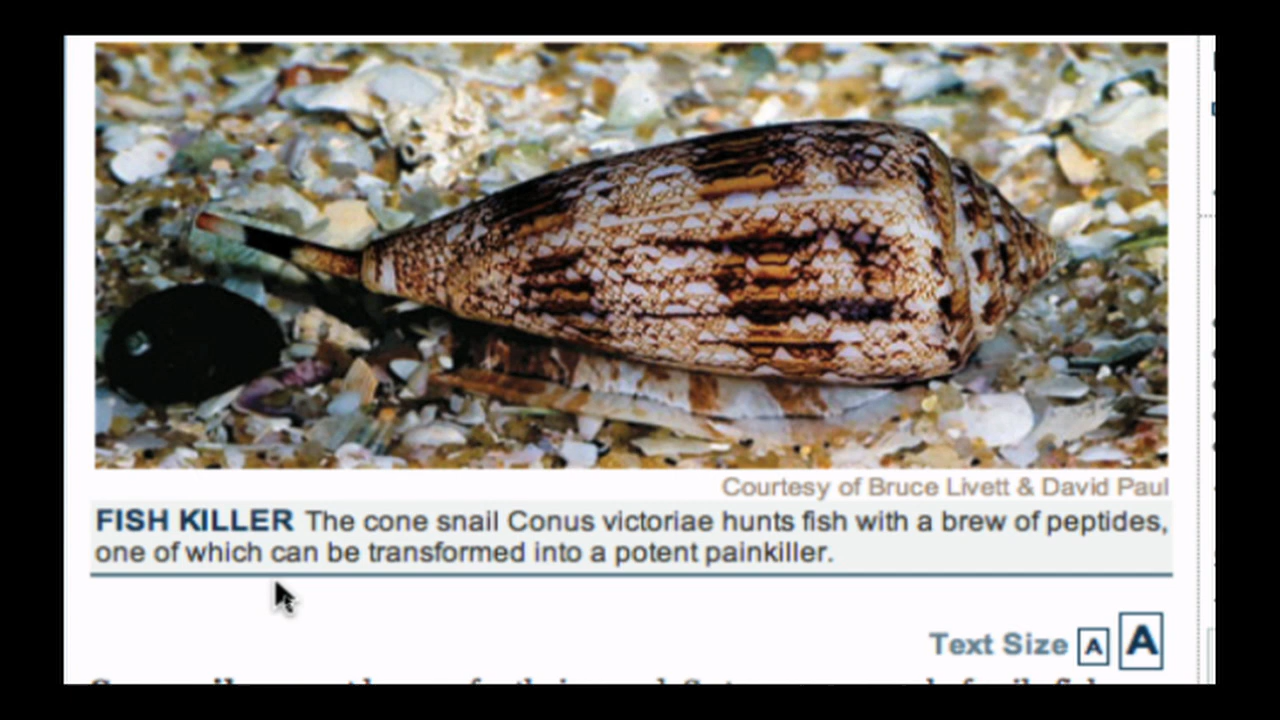 Courtesy of Bruce Livett & David Paul
FISH KILLER The cone snail Conus victoriae hunts fish with a brew of peptides,
one of which can be transformed into a potent painkiller.
Text Size A A